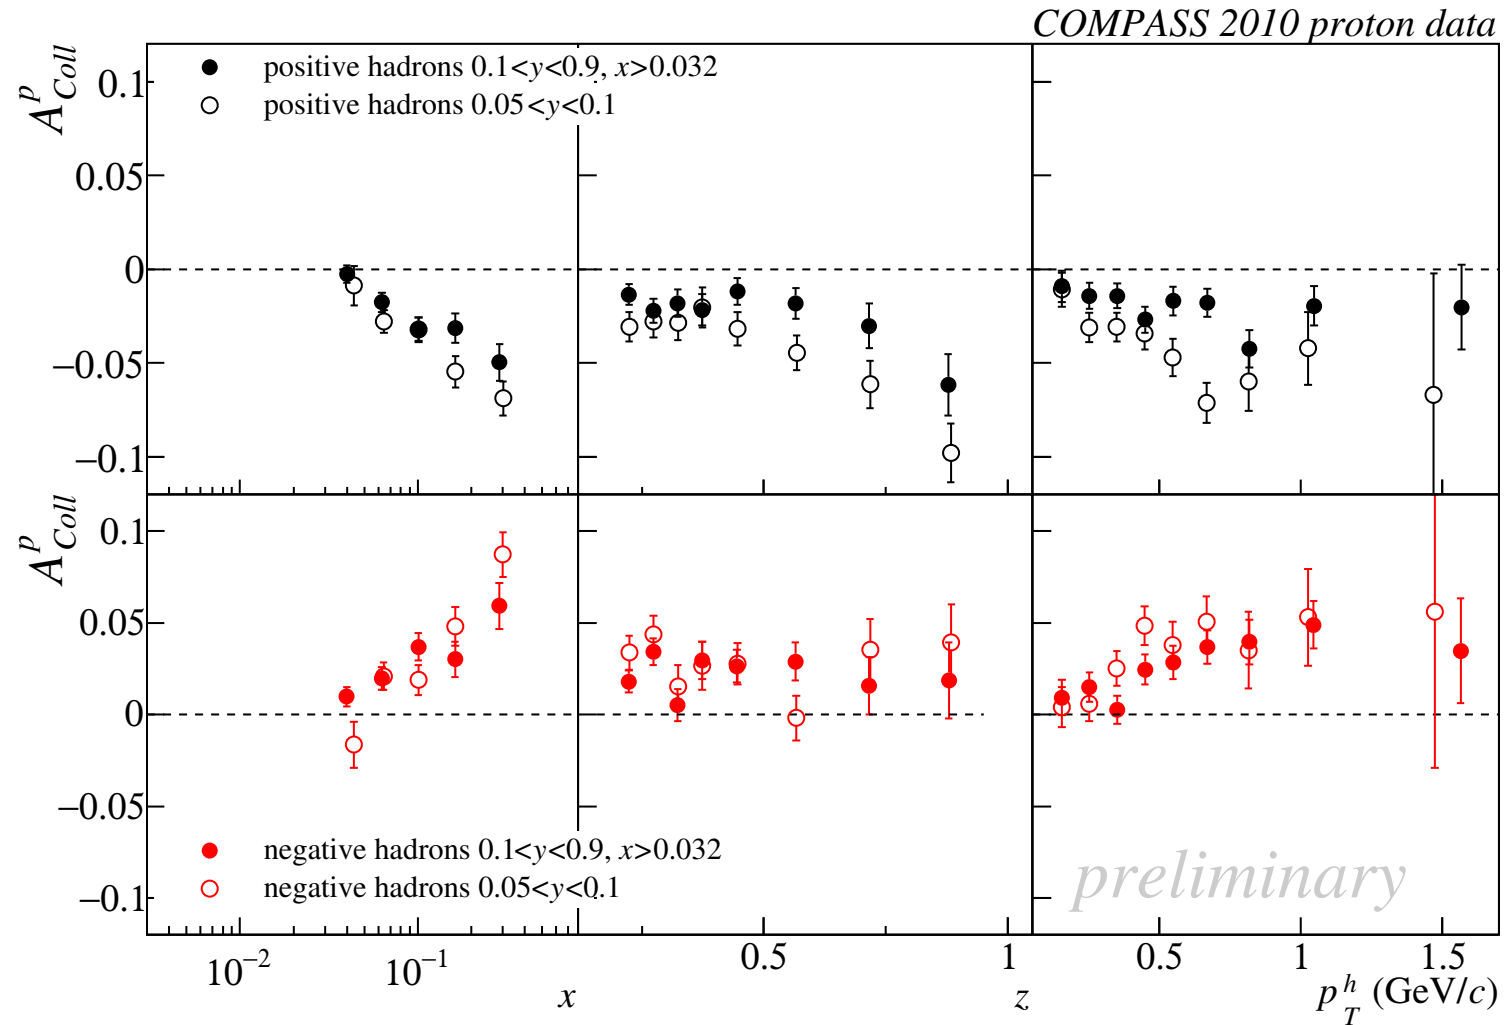 COMPASS 2010 proton data
positive hadrons 0.1<y<0.9, x>0.032
positive hadrons 0.05<y<0.1
A^p_Coll
0.1
0.05
0
−0.05
−0.1
A^p_Coll
0.1
0.05
0
−0.05
−0.1
negative hadrons 0.1<y<0.9, x>0.032
negative hadrons 0.05<y<0.1
preliminary
10^−2 10^−1 0.5 1 0.5 1 1.5
x z p_T^h (GeV/c)